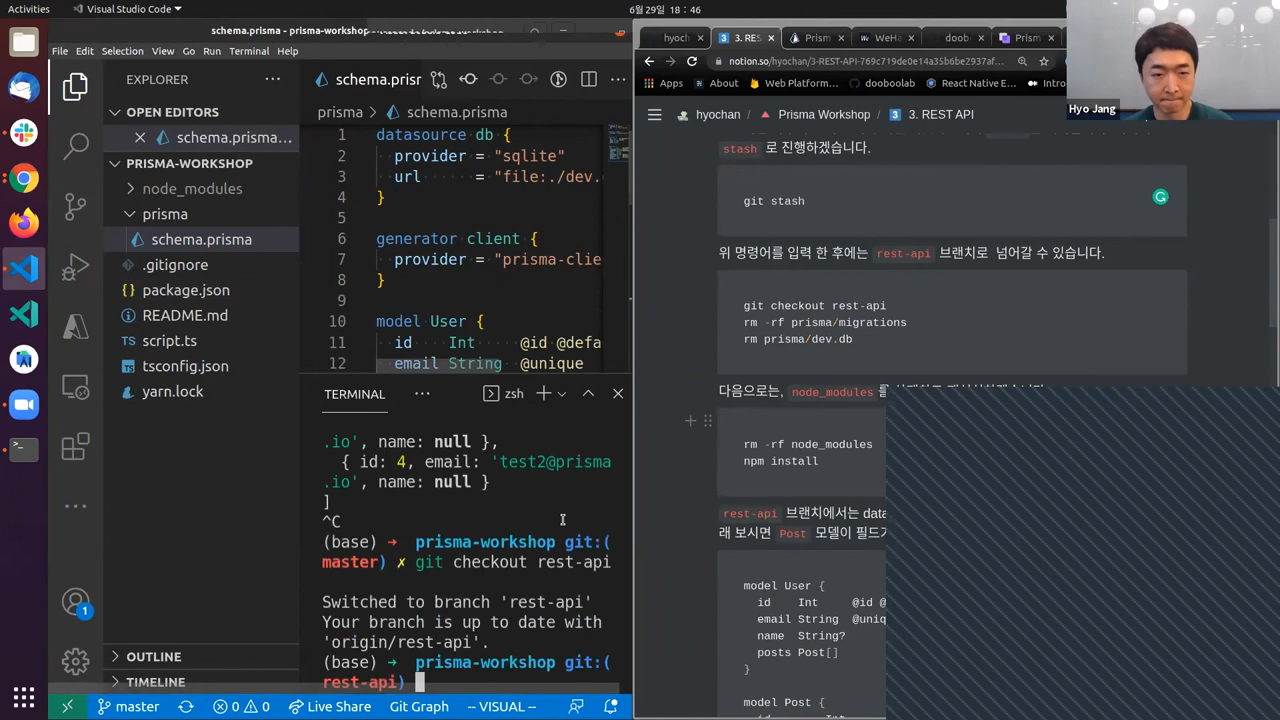 Activities
Visual Studio Code
6월 29일 18 : 46
schema.prisma - prisma-workshop
File Edit Selection View Go Run Terminal Help
EXPLORER
OPEN EDITORS
schema.prisma...
PRISMA-WORKSHOP
node_modules
prisma
schema.prisma
.gitignore
package.json
README.md
script.ts
tsconfig.json
yarn.lock
OUTLINE
TIMELINE
schema.prisr
prisma > schema.prisma
1 datasource db {
2 provider = "sqlite"
3 url = "file:./dev.
4 }
5
6 generator client {
7 provider = "prisma-clie
8 }
9
10 model User {
11 id Int @id @defa
12 email String @unique
TERMINAL
zsh
.io', name: null },
{ id: 4, email: 'test2@prisma
.io', name: null }
]
^C
(base) ➜ prisma-workshop git:(
master) ✗ git checkout rest-api
Switched to branch 'rest-api'
Your branch is up to date with
'origin/rest-api'.
(base) ➜ prisma-workshop git:(
rest-api)
1
master
0 0
Live Share
Git Graph
-- VISUAL --
hyoch
3. RES
Prism
WeHa
doob
Prism
notion.so/hyochan/3-REST-API-769c719de0e14a35b6be2937af...
Apps
Web Platform...
dooboolab
React Native E...
Intro
Hyo Jang
hyochan / Prisma Workshop / 3. REST API
stash 로 진행하겠습니다.
git stash
위 명령어를 입력 한 후에는 rest-api 브랜치로 넘어갈 수 있습니다.
git checkout rest-api
rm -rf prisma/migrations
rm prisma/dev.db
다음으로는, node_modules 를
rm -rf node_modules
npm install
rest-api 브랜치에서는 data
래 보시면 Post 모델이 필드가
model User {
id Int @id @
email String @uniq
name String?
posts Post[]
}
model Post {